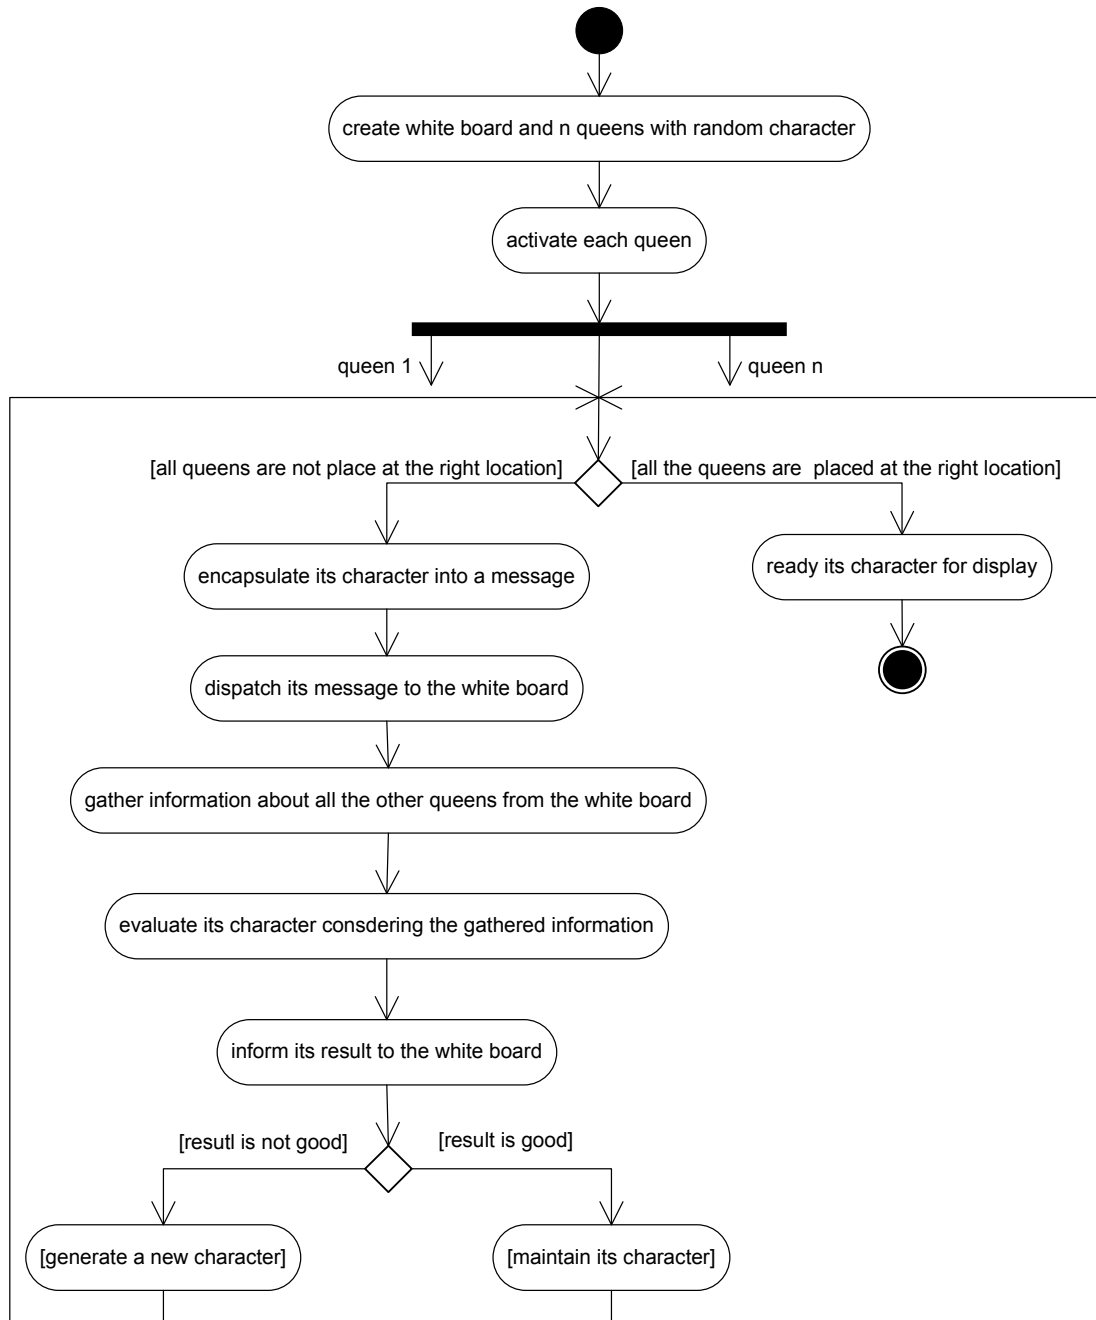 create white board and n queens with random character
activate each queen
queen 1
queen n
[all queens are not place at the right location]
[all the queens are  placed at the right location]
encapsulate its character into a message
ready its character for display
dispatch its message to the white board
gather information about all the other queens from the white board
evaluate its character consdering the gathered information
inform its result to the white board
[resutl is not good]
[result is good]
[generate a new character]
[maintain its character]